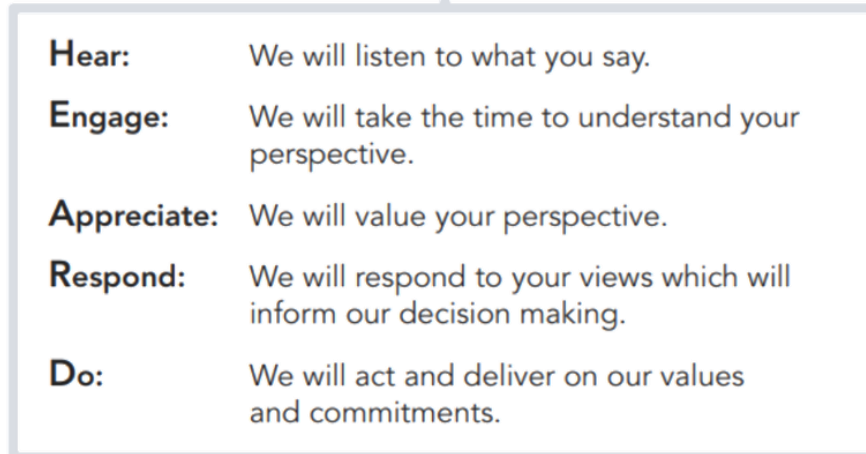 Hear: We will listen to what you say.
Engage: We will take the time to understand your
perspective.
Appreciate: We will value your perspective.
Respond: We will respond to your views which will
inform our decision making.
Do: We will act and deliver on our values
and commitments.